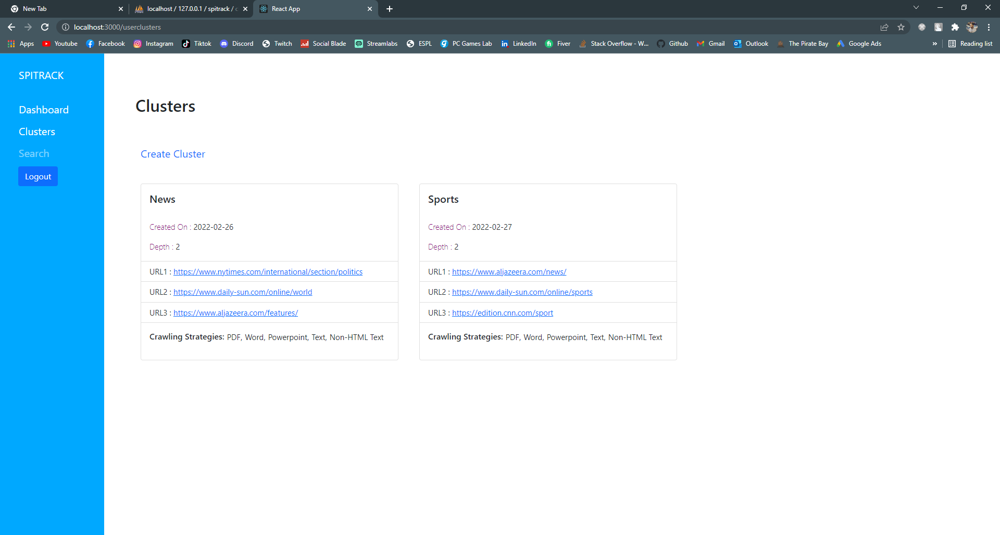 New Tab
localhost / 127.0.0.1 / spitrack /
React App
localhost:3000/userclusters
Apps Youtube Facebook Instagram Tiktok Discord Twitch Social Blade Streamlabs ESPL PC Games Lab LinkedIn Fiver Stack Overflow - W... Github Gmail Outlook The Pirate Bay Google Ads » Reading list
SPITRACK
Dashboard
Clusters
Search
Logout
Clusters
Create Cluster
News
Created On : 2022-02-26
Depth : 2
URL1 : https://www.nytimes.com/international/section/politics
URL2 : https://www.daily-sun.com/online/world
URL3 : https://www.aljazeera.com/features/
Crawling Strategies: PDF, Word, Powerpoint, Text, Non-HTML Text
Sports
Created On : 2022-02-27
Depth : 2
URL1 : https://www.aljazeera.com/news/
URL2 : https://www.daily-sun.com/online/sports
URL3 : https://edition.cnn.com/sport
Crawling Strategies: PDF, Word, Powerpoint, Text, Non-HTML Text